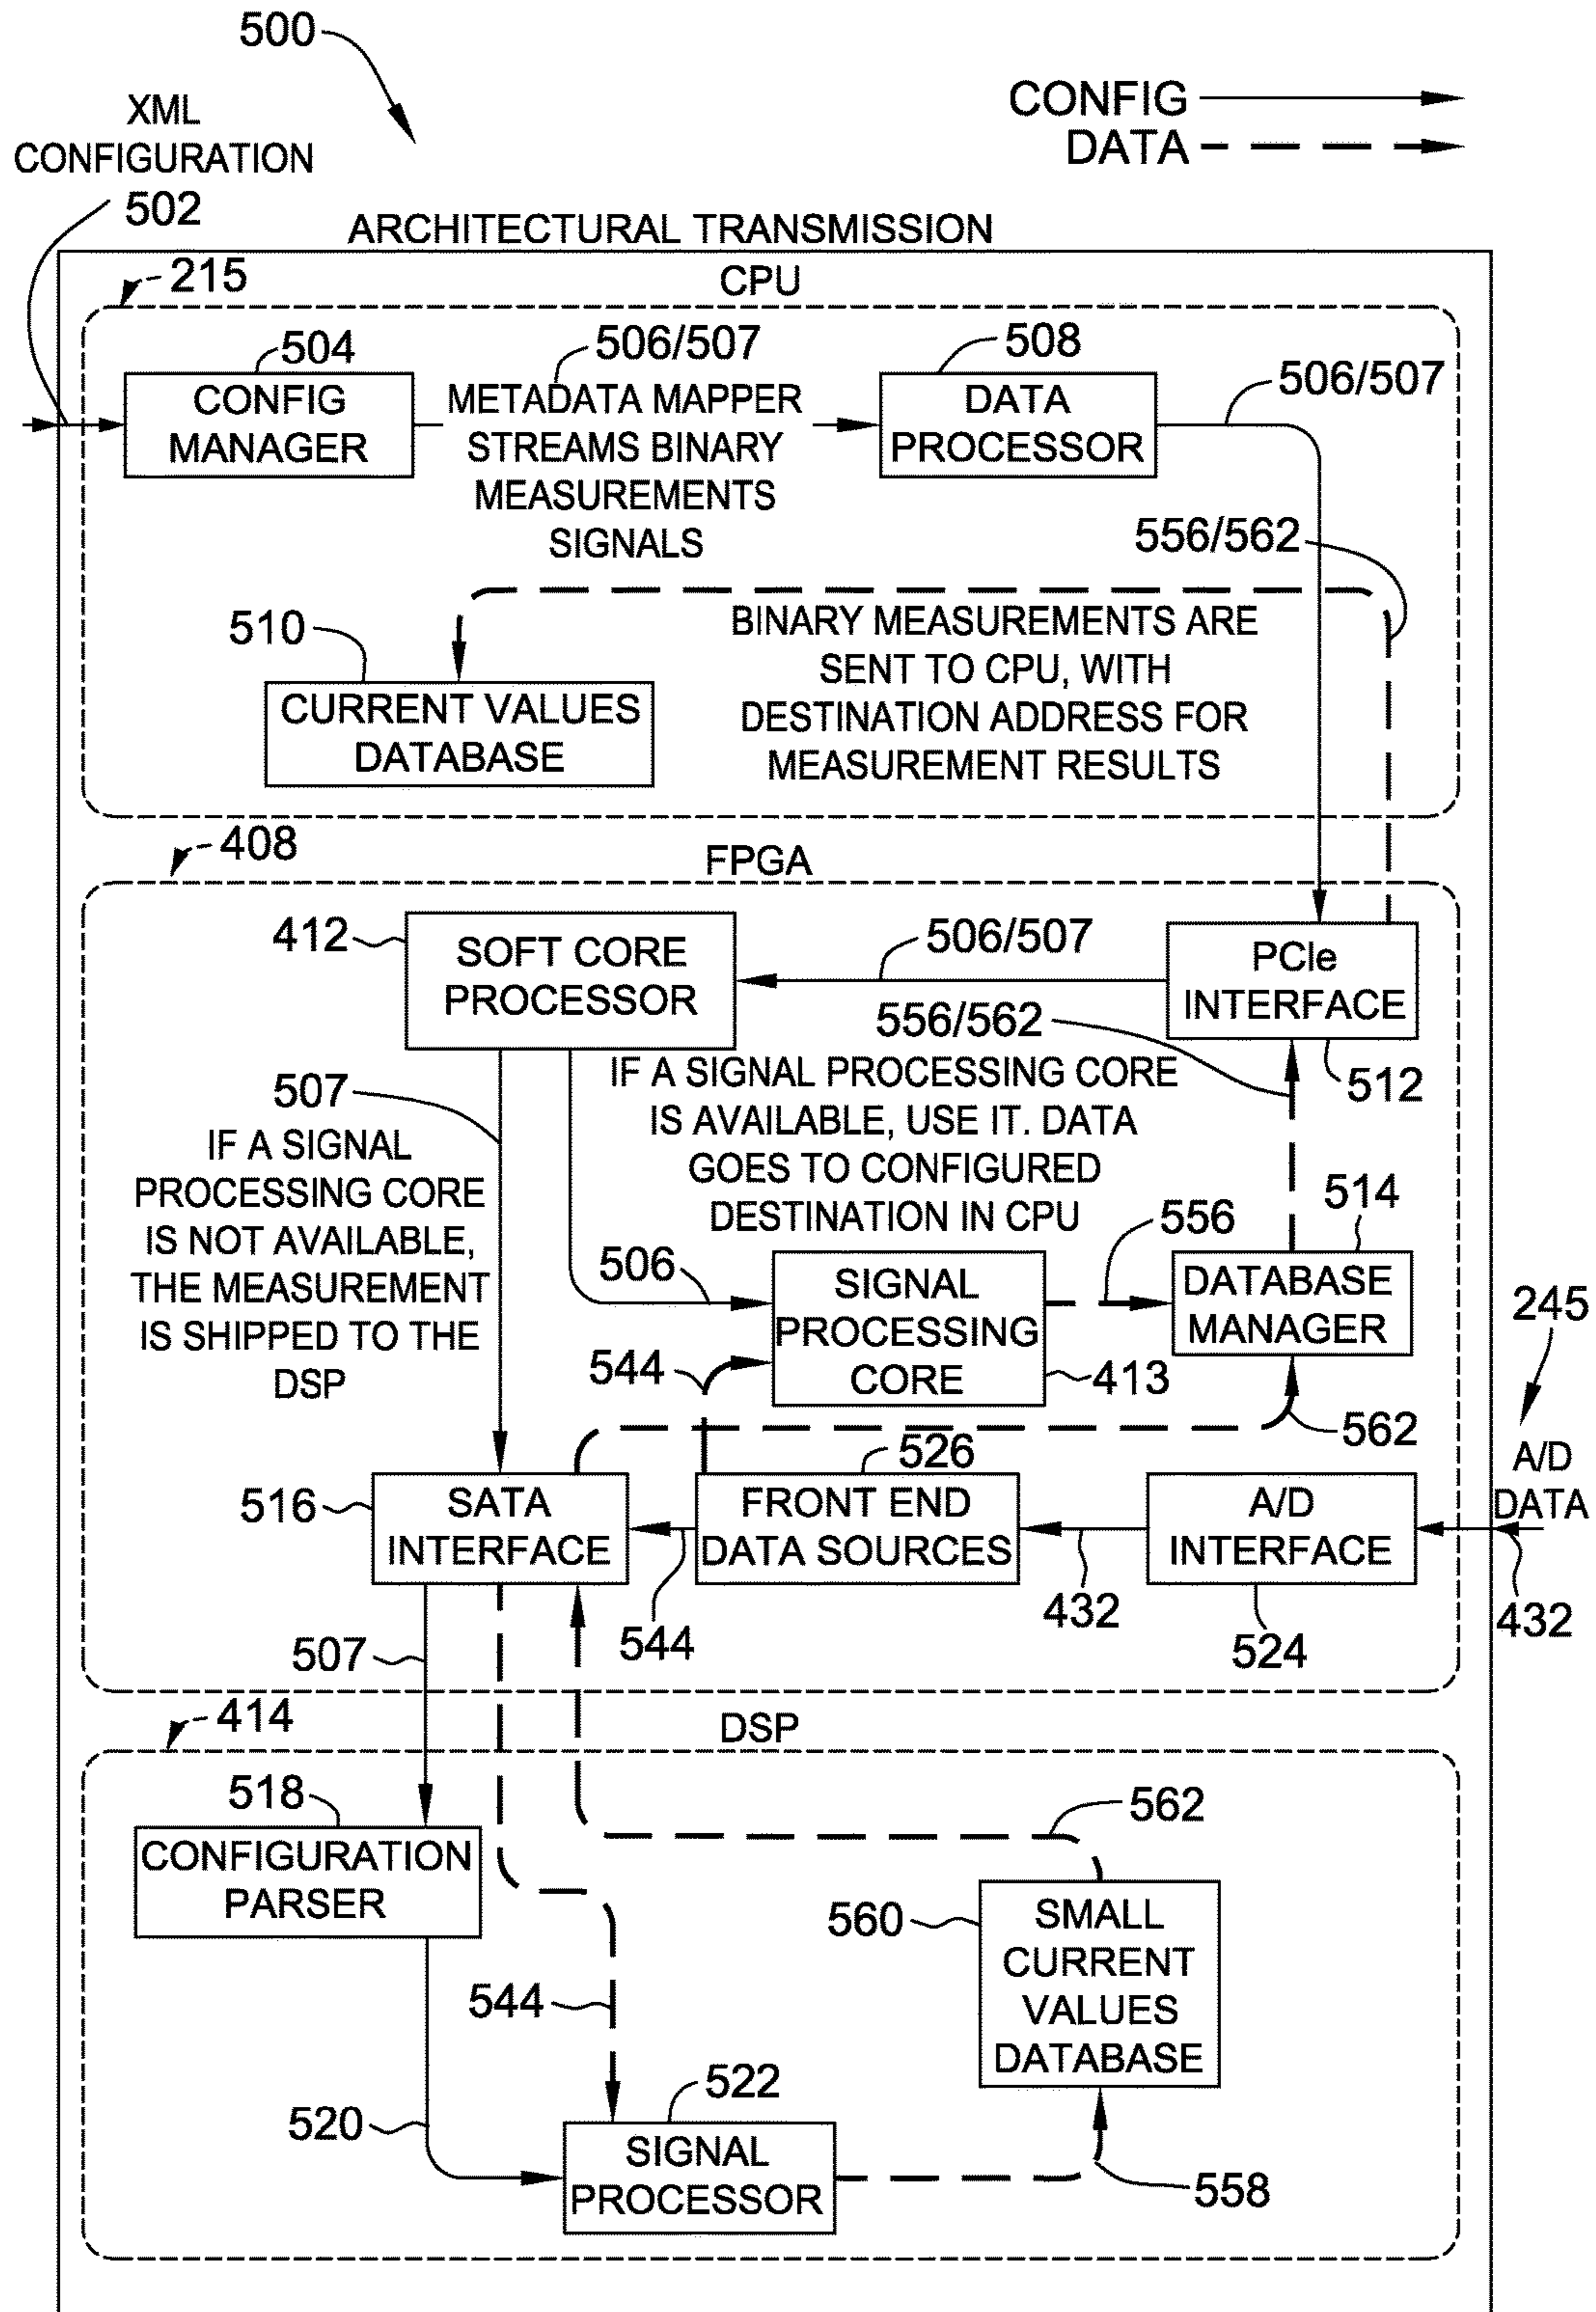 500
CONFIG
DATA
XML
CONFIGURATION
502
ARCHITECTURAL TRANSMISSION
215
CPU
504
CONFIG
MANAGER
506/507
METADATA MAPPER
STREAMS BINARY
MEASUREMENTS
SIGNALS
508
DATA
PROCESSOR
506/507
556/562
510
CURRENT VALUES
DATABASE
BINARY MEASUREMENTS ARE
SENT TO CPU, WITH
DESTINATION ADDRESS FOR
MEASUREMENT RESULTS
408
FPGA
412
SOFT CORE
PROCESSOR
506/507
PCIe
INTERFACE
512
556/562
507
IF A SIGNAL
PROCESSING CORE
IS NOT AVAILABLE,
THE MEASUREMENT
IS SHIPPED TO THE
DSP
IF A SIGNAL PROCESSING CORE
IS AVAILABLE, USE IT. DATA
GOES TO CONFIGURED
DESTINATION IN CPU
506
SIGNAL
PROCESSING
CORE
413
556
514
DATABASE
MANAGER
544
562
245
A/D
DATA
432
516
SATA
INTERFACE
544
526
FRONT END
DATA SOURCES
432
A/D
INTERFACE
524
507
414
DSP
518
CONFIGURATION
PARSER
562
560
SMALL
CURRENT
VALUES
DATABASE
544
520
522
SIGNAL
PROCESSOR
558